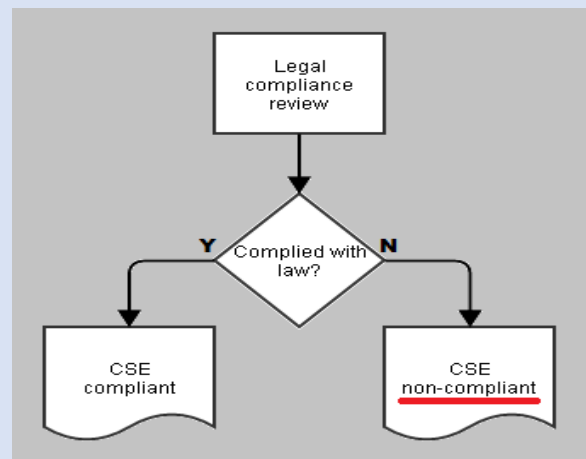 Legal
compliance
review
Y
Complied with
law?
N
CSE
compliant
CSE
non-compliant